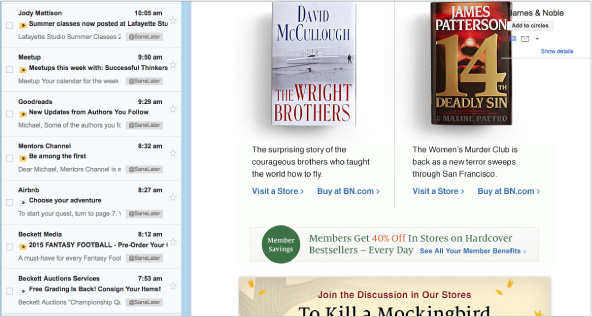 Jody Mattison 10:05 am
Summer classes now posted at Lafayette Stu
Lafayette Studio Summer Classes 2 @SaneLater
Meetup 9:50 am
Meetups this week with: Successful Thinkers
Meetup Your calendar for the week @SaneLater
Goodreads 9:29 am
New Updates from Authors You Follow
Michael, Some of the authors you fo @SaneLater
Mentors Channel 8:32 am
Be among the first
Dear Michael, Mentors Channel is e @SaneLater
Airbnb 8:27 am
Choose your adventure
To start your quest, turn to page 7. @SaneLater
Beckett Media 8:12 am
2015 FANTASY FOOTBALL - Pre-Order Your
A must-have for every Fantasy Foot @SaneLater
Beckett Auctions Services 7:53 am
Free Grading Is Back! Consign Your Items!
Beckett Auctions "Championship Qu @SaneLater
DAVID
McCULLOUGH
THE WRIGHT
BROTHERS
JAMES
PATTERSON
14TH
DEADLY SIN
& MAXINE PAETRO
James & Noble
Add to circles
Show details
The surprising story of the
courageous brothers who taught
the world how to fly.
Visit a Store › Buy at BN.com ›
The Women's Murder Club is
back as a new terror sweeps
through San Francisco.
Visit a Store › Buy at BN.com ›
Member
Savings
Members Get 40% Off In Stores on Hardcover
Bestsellers – Every Day See All Your Member Benefits ›
Join the Discussion in Our Stores
To Kill a Mockingbird